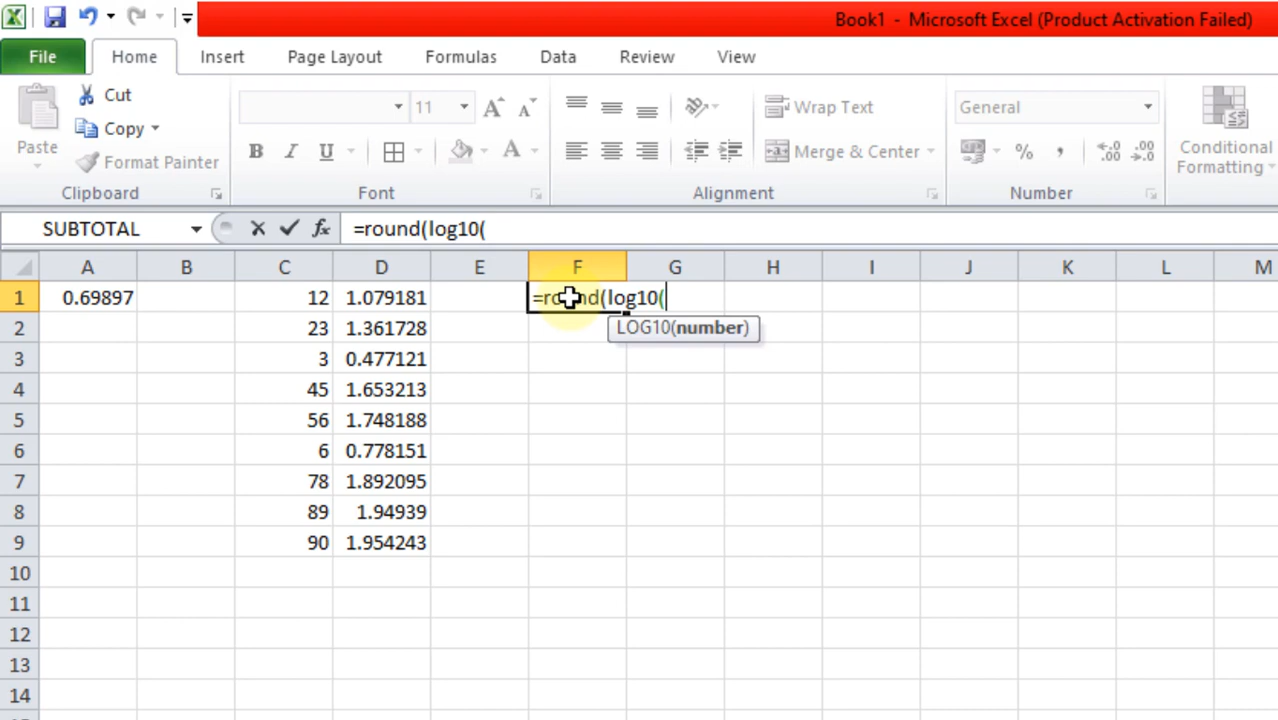 Book1 - Microsoft Excel (Product Activation Failed)
File Home Insert Page Layout Formulas Data Review View
Cut
Copy
Format Painter
Paste
Clipboard
11 A A
B I U A
Font
Wrap Text
Merge & Center
Alignment
General
% , .00 .00
Number
Conditional
Formatting
SUBTOTAL fx =round(log10(
A B C D E F G H I J K L M
1 0.69897 12 1.079181 =round(log10(
LOG10(number)
2 23 1.361728
3 3 0.477121
4 45 1.653213
5 56 1.748188
6 6 0.778151
7 78 1.892095
8 89 1.94939
9 90 1.954243
10
11
12
13
14